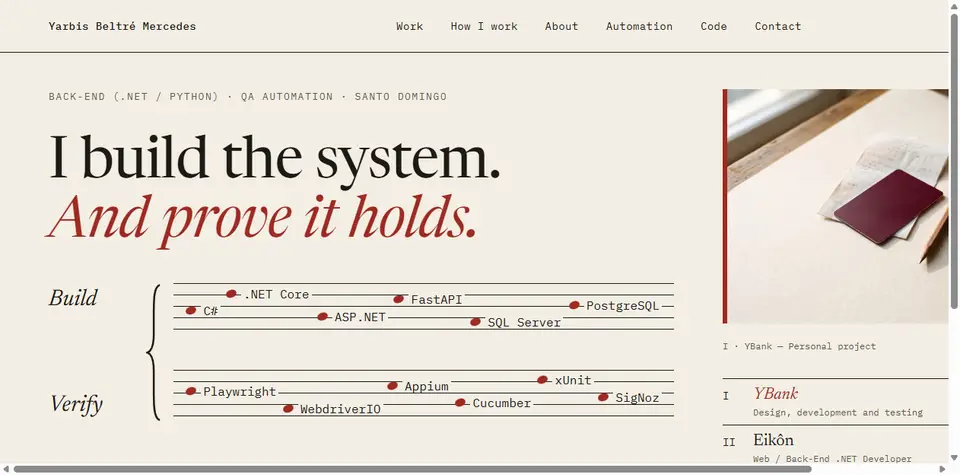 Yarbis Beltré Mercedes
Work How I work About Automation Code Contact
BACK-END (.NET / PYTHON) · QA AUTOMATION · SANTO DOMINGO
I build the system.
And prove it holds.
Build
.NET Core
FastAPI
C#
PostgreSQL
ASP.NET
SQL Server
Verify
Playwright
Appium
xUnit
WebdriverIO
Cucumber
SigNoz
I · YBank — Personal project
I YBank
Design, development and testing
II Eikôn
Web / Back-End .NET Developer